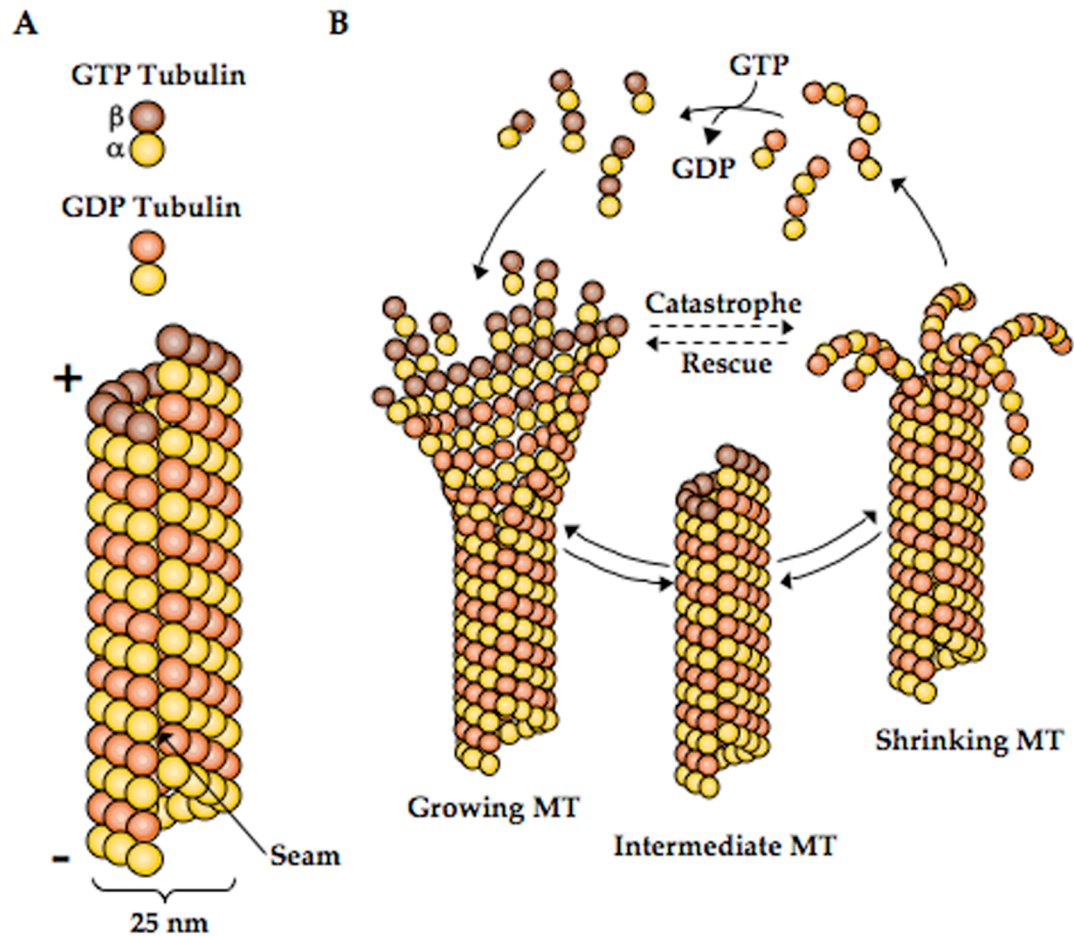 A
B
GTP Tubulin
β
α
GDP Tubulin
+
-
Seam
25 nm
GTP
GDP
Catastrophe
Rescue
Growing MT
Intermediate MT
Shrinking MT